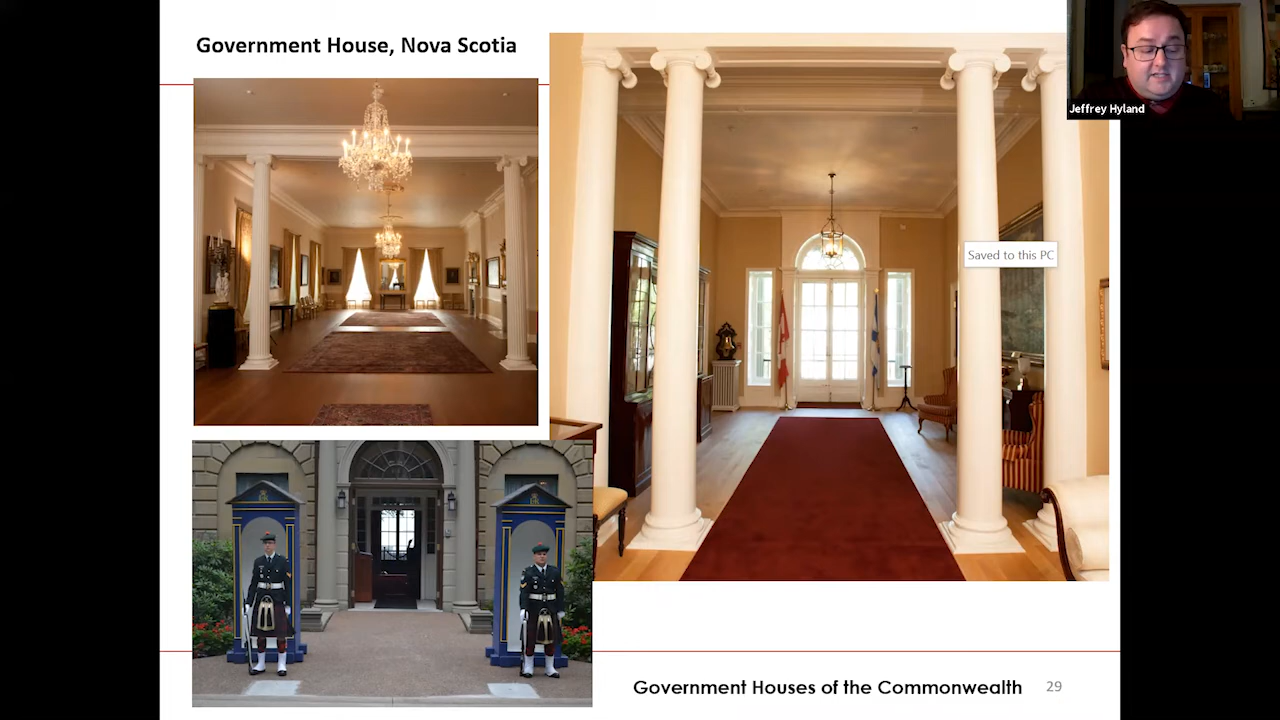 Government House, Nova Scotia
Jeffrey Hyland
Saved to this PC
Government Houses of the Commonwealth
29